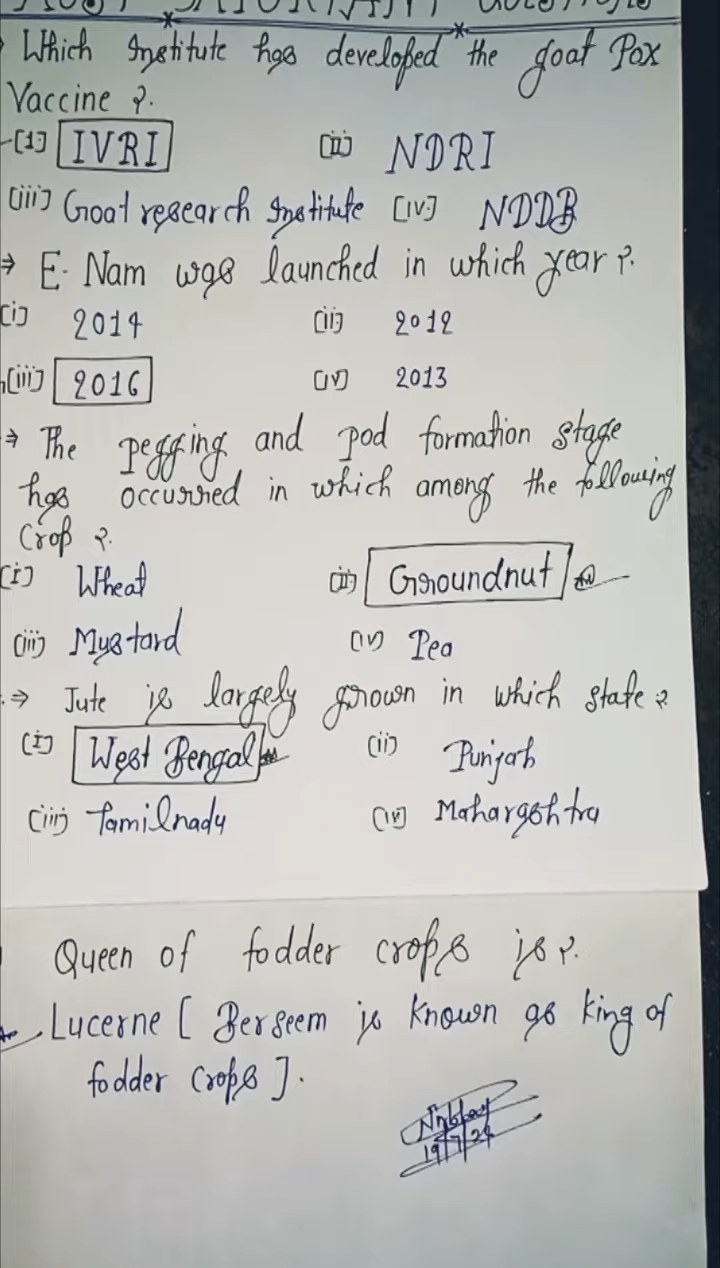 Which Institute has developed the goat Pox
Vaccine ?
[i] IVRI [ii] NDRI
[iii] Goat research Institute [iv] NDDB
⇒ E-Nam was launched in which year ?
[i] 2014 [ii] 2012
[iii] 2016 [iv] 2013
⇒ The pegging and pod formation stage
has occurred in which among the following
Crop ?
[i] Wheat [ii] Groundnut
[iii] Mustard [iv] Pea
⇒ Jute is largely grown in which state ?
[i] West Bengal (ii) Punjab
(iii) Tamilnadu [iv] Maharashtra
Queen of fodder crops is ?
Lucerne [ Berseem is known as king of
fodder crops ].
19/7/24